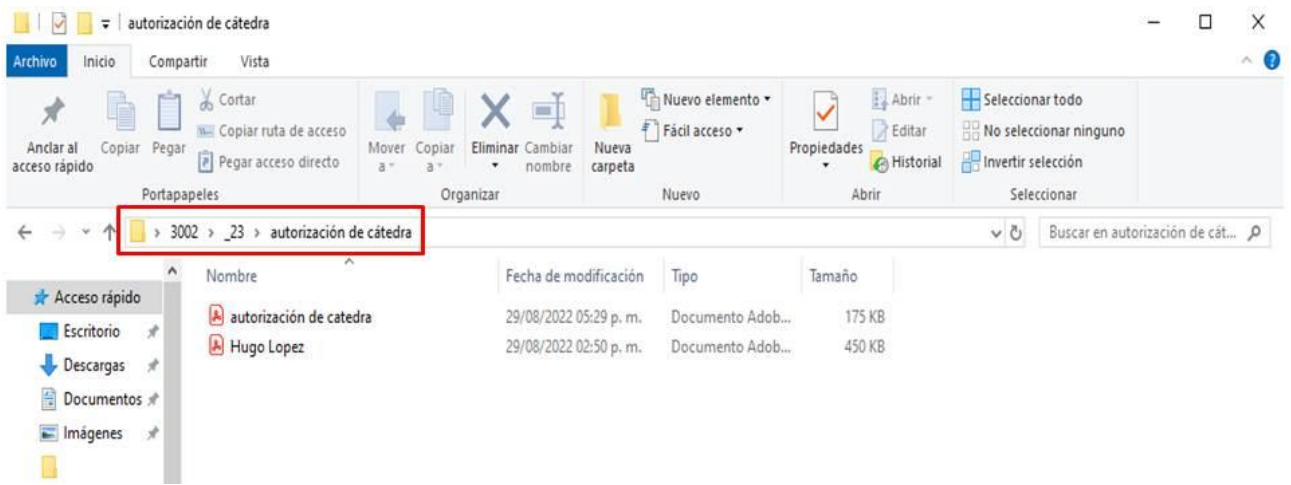 autorización de cátedra
Archivo Inicio Compartir Vista
Anclar al acceso rápido
Copiar
Pegar
Cortar
Copiar ruta de acceso
Pegar acceso directo
Mover a
Copiar a
Eliminar
Cambiar nombre
Nueva carpeta
Nuevo elemento
Fácil acceso
Propiedades
Abrir
Editar
Historial
Seleccionar todo
No seleccionar ninguno
Invertir selección
Portapapeles Organizar Nuevo Abrir Seleccionar
> 3002 > _23 > autorización de cátedra
Buscar en autorización de cát...
Nombre Fecha de modificación Tipo Tamaño
autorización de catedra 29/08/2022 05:29 p. m. Documento Adob... 175 KB
Hugo Lopez 29/08/2022 02:50 p. m. Documento Adob... 450 KB
Acceso rápido
Escritorio
Descargas
Documentos
Imágenes